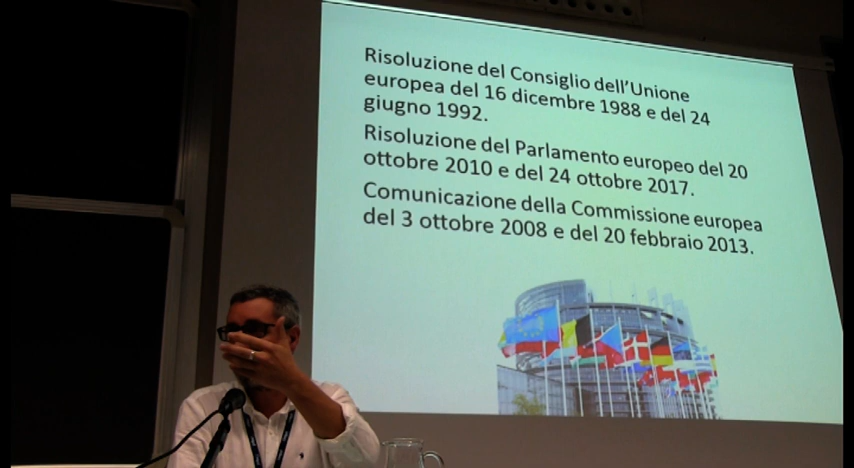 Risoluzione del Consiglio dell'Unione
europea del 16 dicembre 1988 e del 24
giugno 1992.
Risoluzione del Parlamento europeo del 20
ottobre 2010 e del 24 ottobre 2017.
Comunicazione della Commissione europea
del 3 ottobre 2008 e del 20 febbraio 2013.